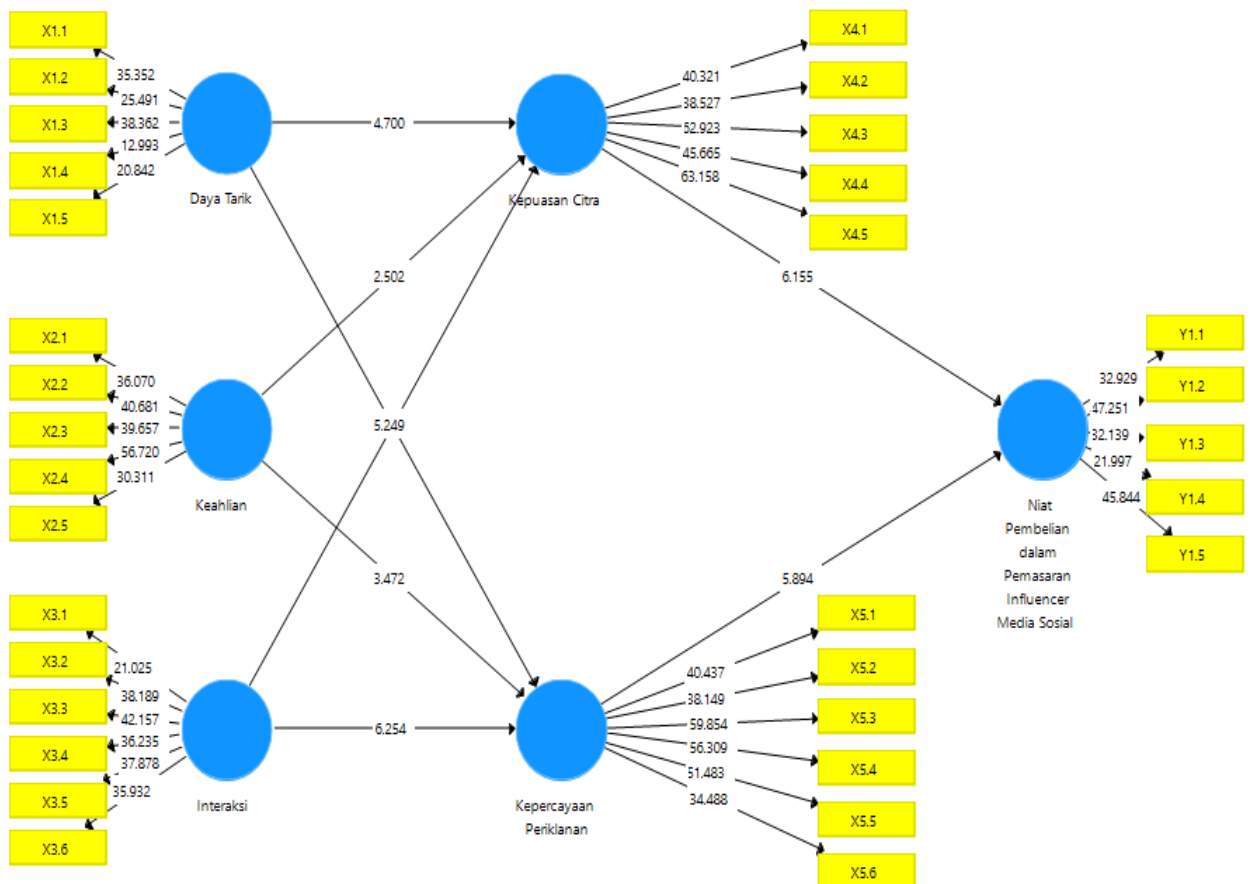 X1.1
X1.2
X1.3
X1.4
X1.5
35.352
25.491
38.362
12.993
20.842
Daya Tarik
4.700
Kepuasan Citra
40.321
38.527
52.923
45.665
63.158
X4.1
X4.2
X4.3
X4.4
X4.5
2.502
6.155
X2.1
X2.2
X2.3
X2.4
X2.5
36.070
40.681
39.657
56.720
30.311
Keahlian
5.249
3.472
5.894
32.929
47.251
32.139
21.997
45.844
Y1.1
Y1.2
Y1.3
Y1.4
Y1.5
Niat
Pembelian
dalam
Pemasaran
Influencer
Media Sosial
X3.1
X3.2
X3.3
X3.4
X3.5
X3.6
21.025
38.189
42.157
36.235
37.878
35.932
Interaksi
6.254
Kepercayaan
Periklanan
40.437
38.149
59.854
56.309
51.483
34.488
X5.1
X5.2
X5.3
X5.4
X5.5
X5.6